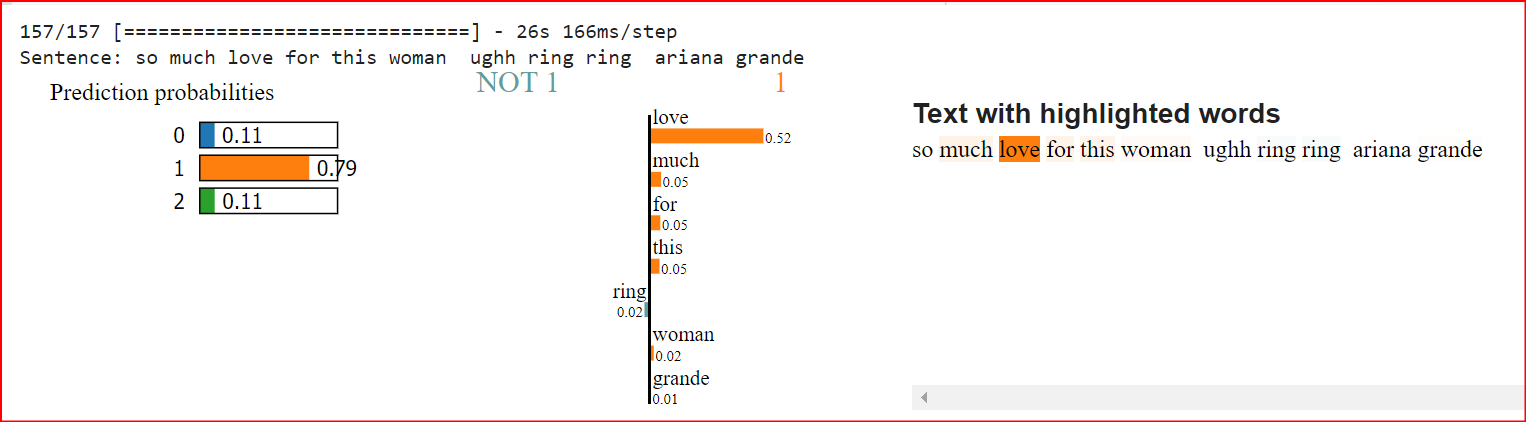 157/157 [==============================] - 26s 166ms/step
Sentence: so much love for this woman  ughh ring ring  ariana grande
Prediction probabilities
0 0.11
1 0.79
2 0.11
NOT 1 1
love
0.52
much
0.05
for
0.05
this
0.05
ring
0.02
woman
0.02
grande
0.01
Text with highlighted words
so much love for this woman  ughh ring ring  ariana grande